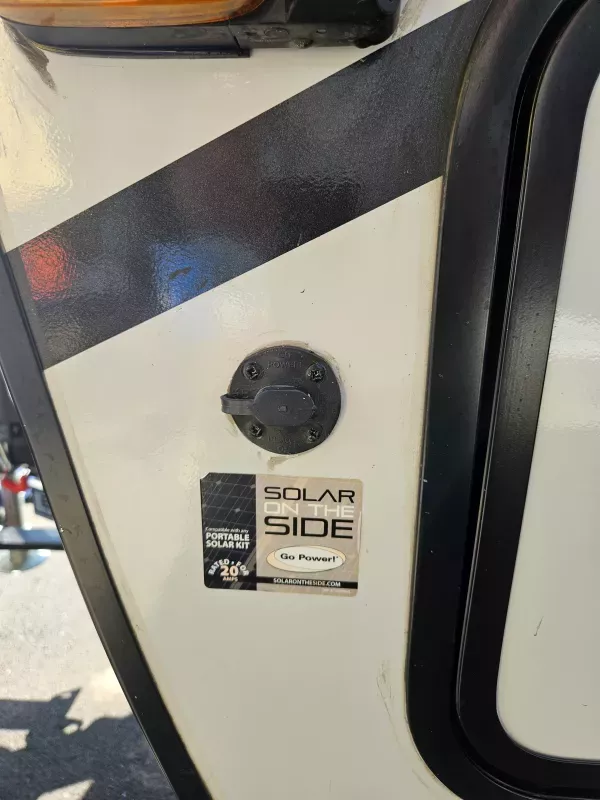 SOLAR
ON THE
SIDE
Compatible with any
PORTABLE
SOLAR KIT
Go Power!
RATED FOR
20
AMPS
SOLARONTHESIDE.COM